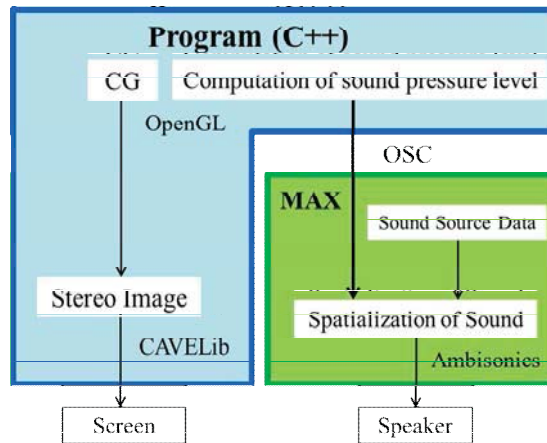 Program (C++)
CG
Computation of sound pressure level
OpenGL
OSC
MAX
Sound Source Data
Stereo Image
Spatialization of Sound
CAVELib
Ambisonics
Screen
Speaker